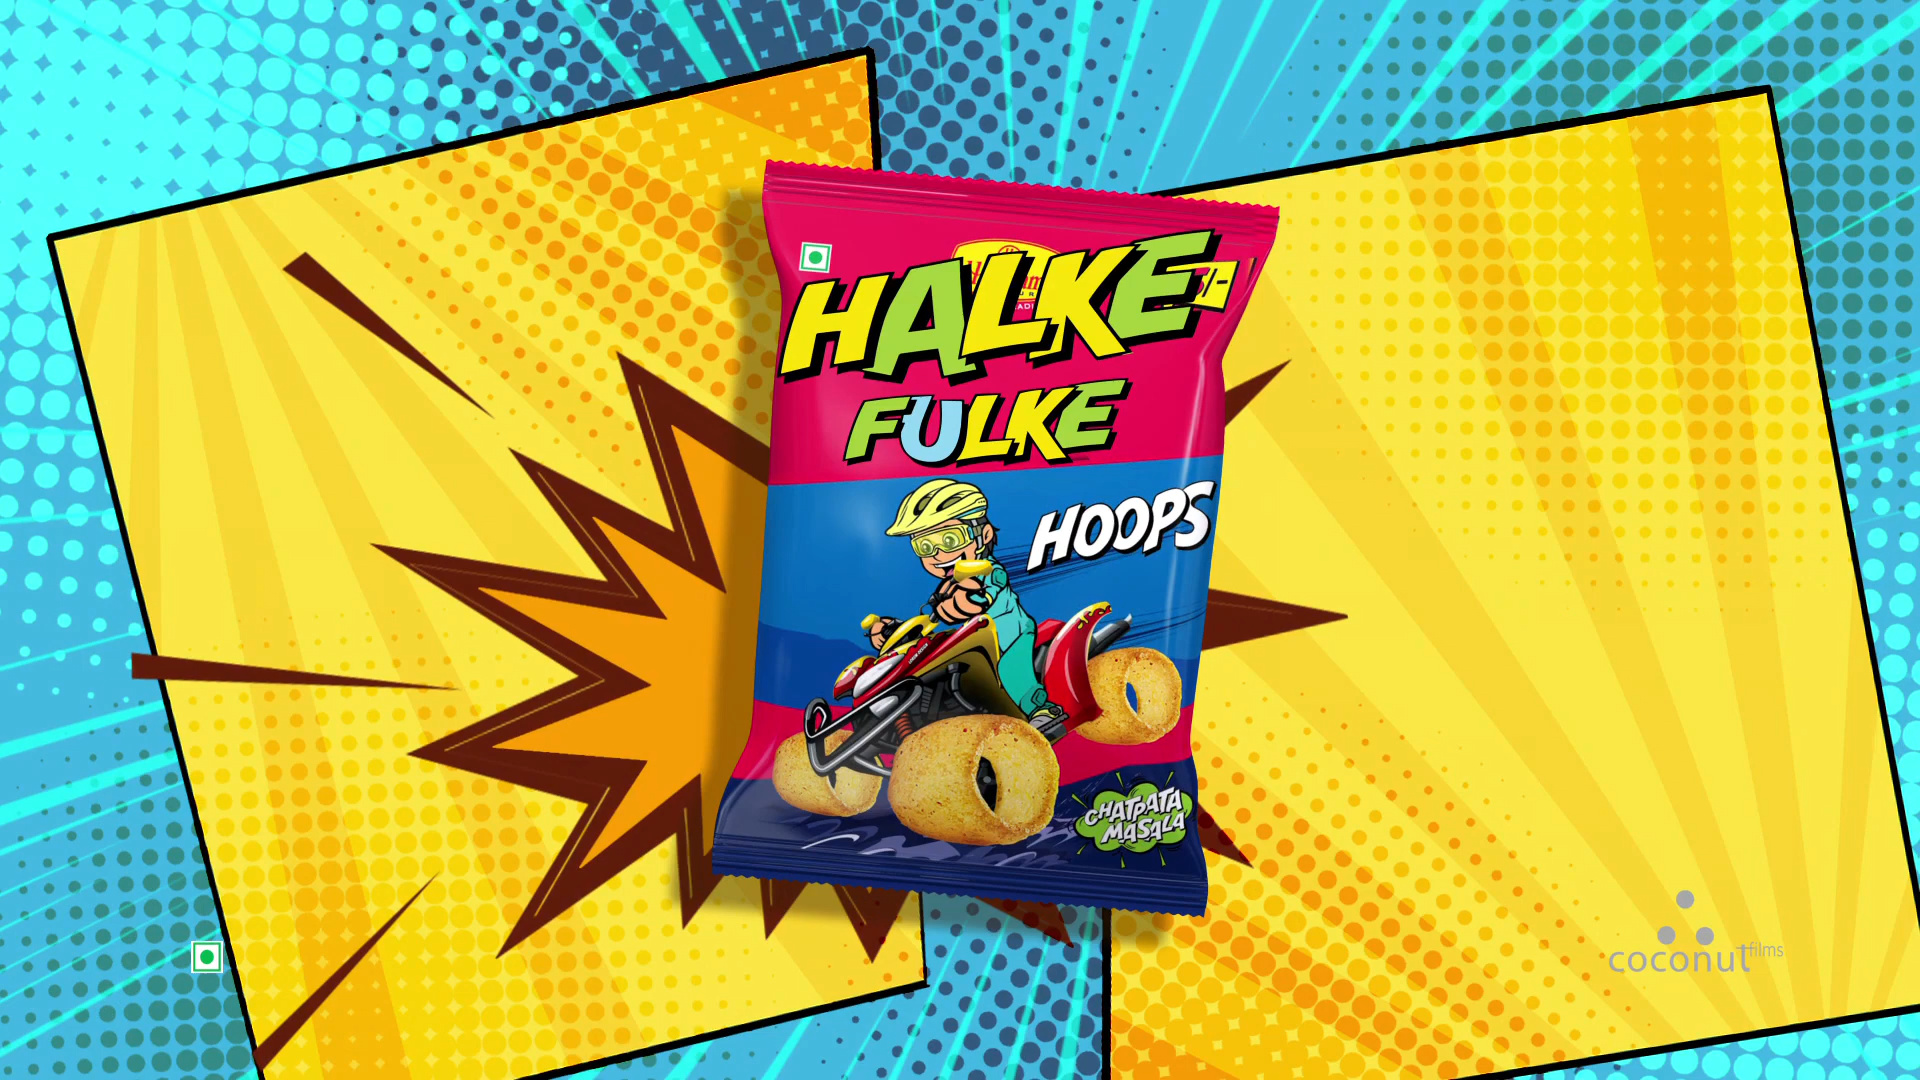 HALKE
FULKE
HOOPS
CHATPATA
MASALA
coconut films